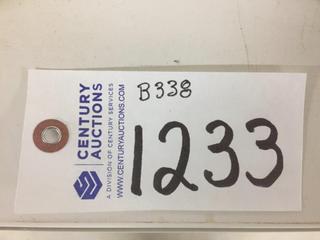 CENTURY
AUCTIONS
A DIVISION OF CENTURY SERVICES
WWW.CENTURYAUCTIONS.COM
B338
1233